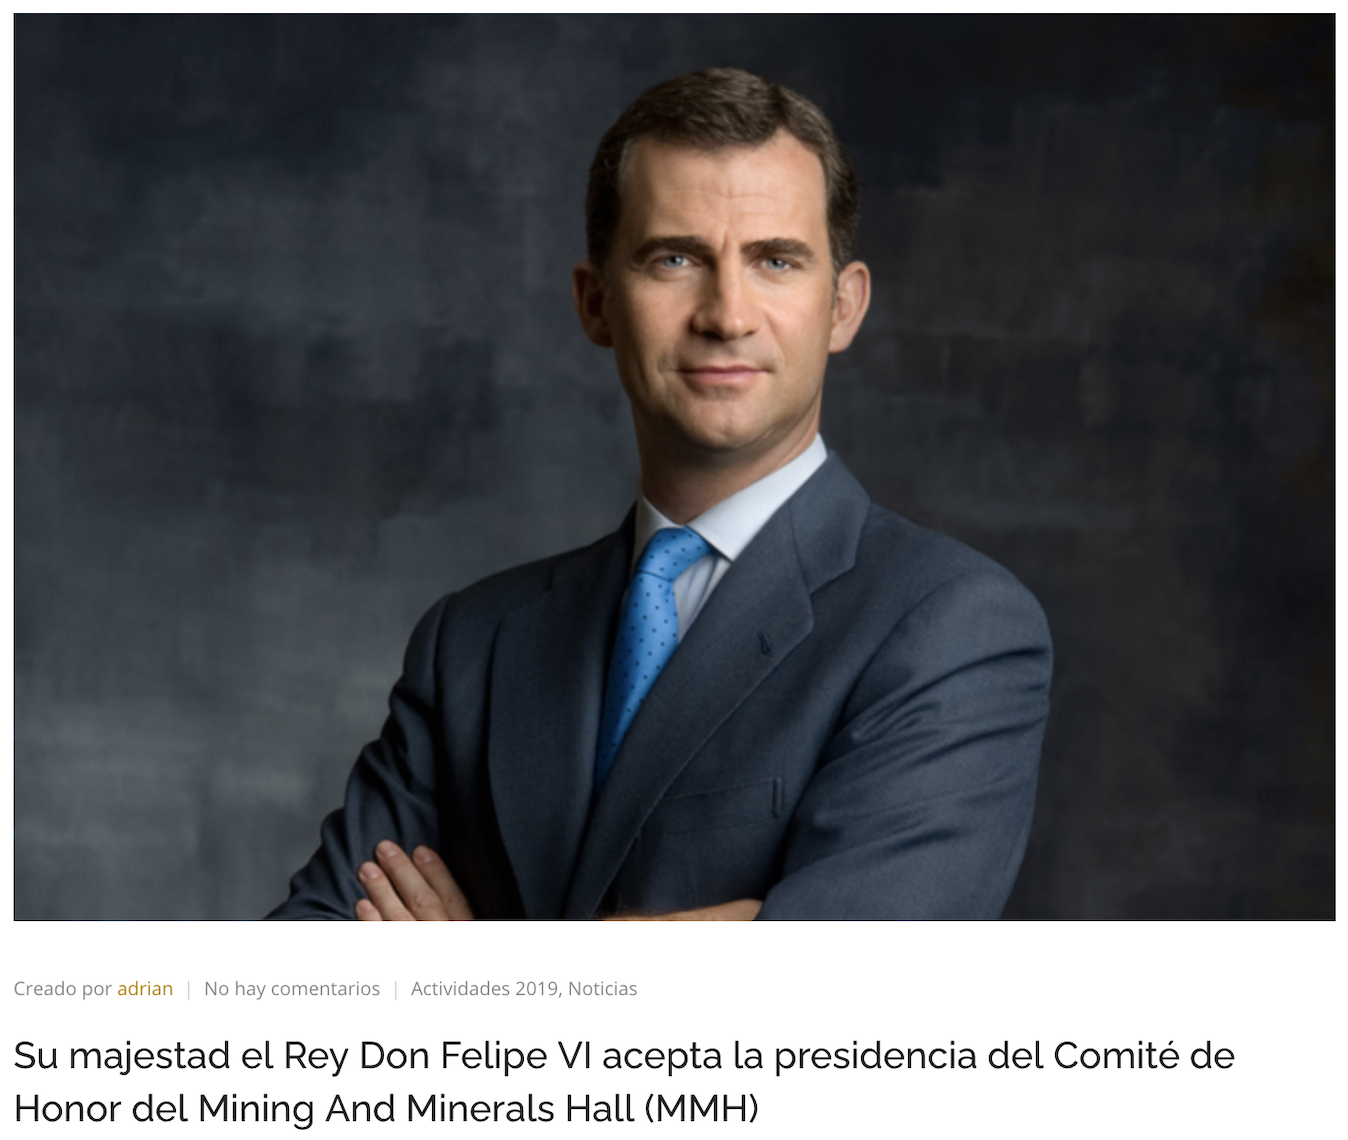 Creado por adrian | No hay comentarios | Actividades 2019, Noticias
Su majestad el Rey Don Felipe VI acepta la presidencia del Comité de
Honor del Mining And Minerals Hall (MMH)